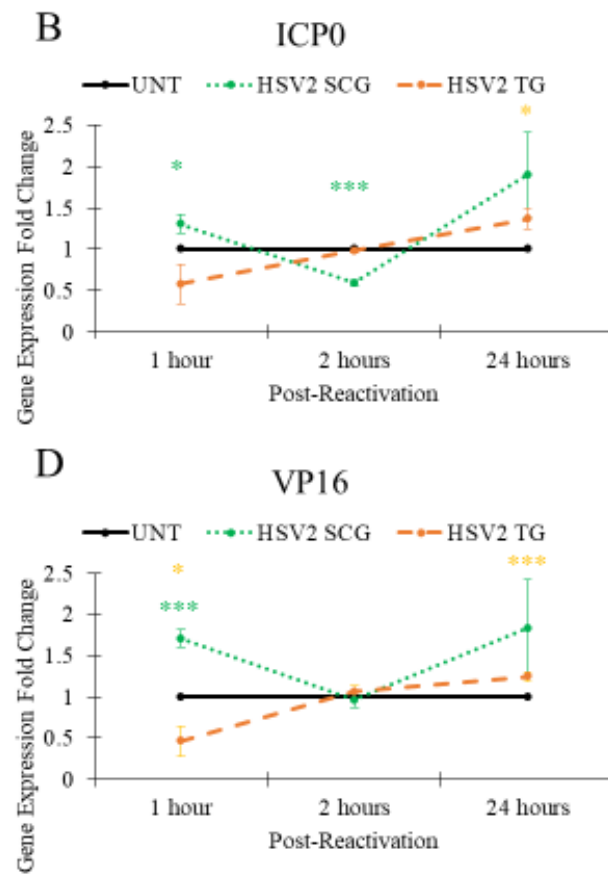 B
ICP0
UNT HSV2 SCG HSV2 TG
Gene Expression Fold Change
2.5
2
1.5
1
0.5
0
*
***
*
1 hour 2 hours 24 hours
Post-Reactivation
D
VP16
UNT HSV2 SCG HSV2 TG
Gene Expression Fold Change
2.5
2
1.5
1
0.5
0
*
***
***
1 hour 2 hours 24 hours
Post-Reactivation